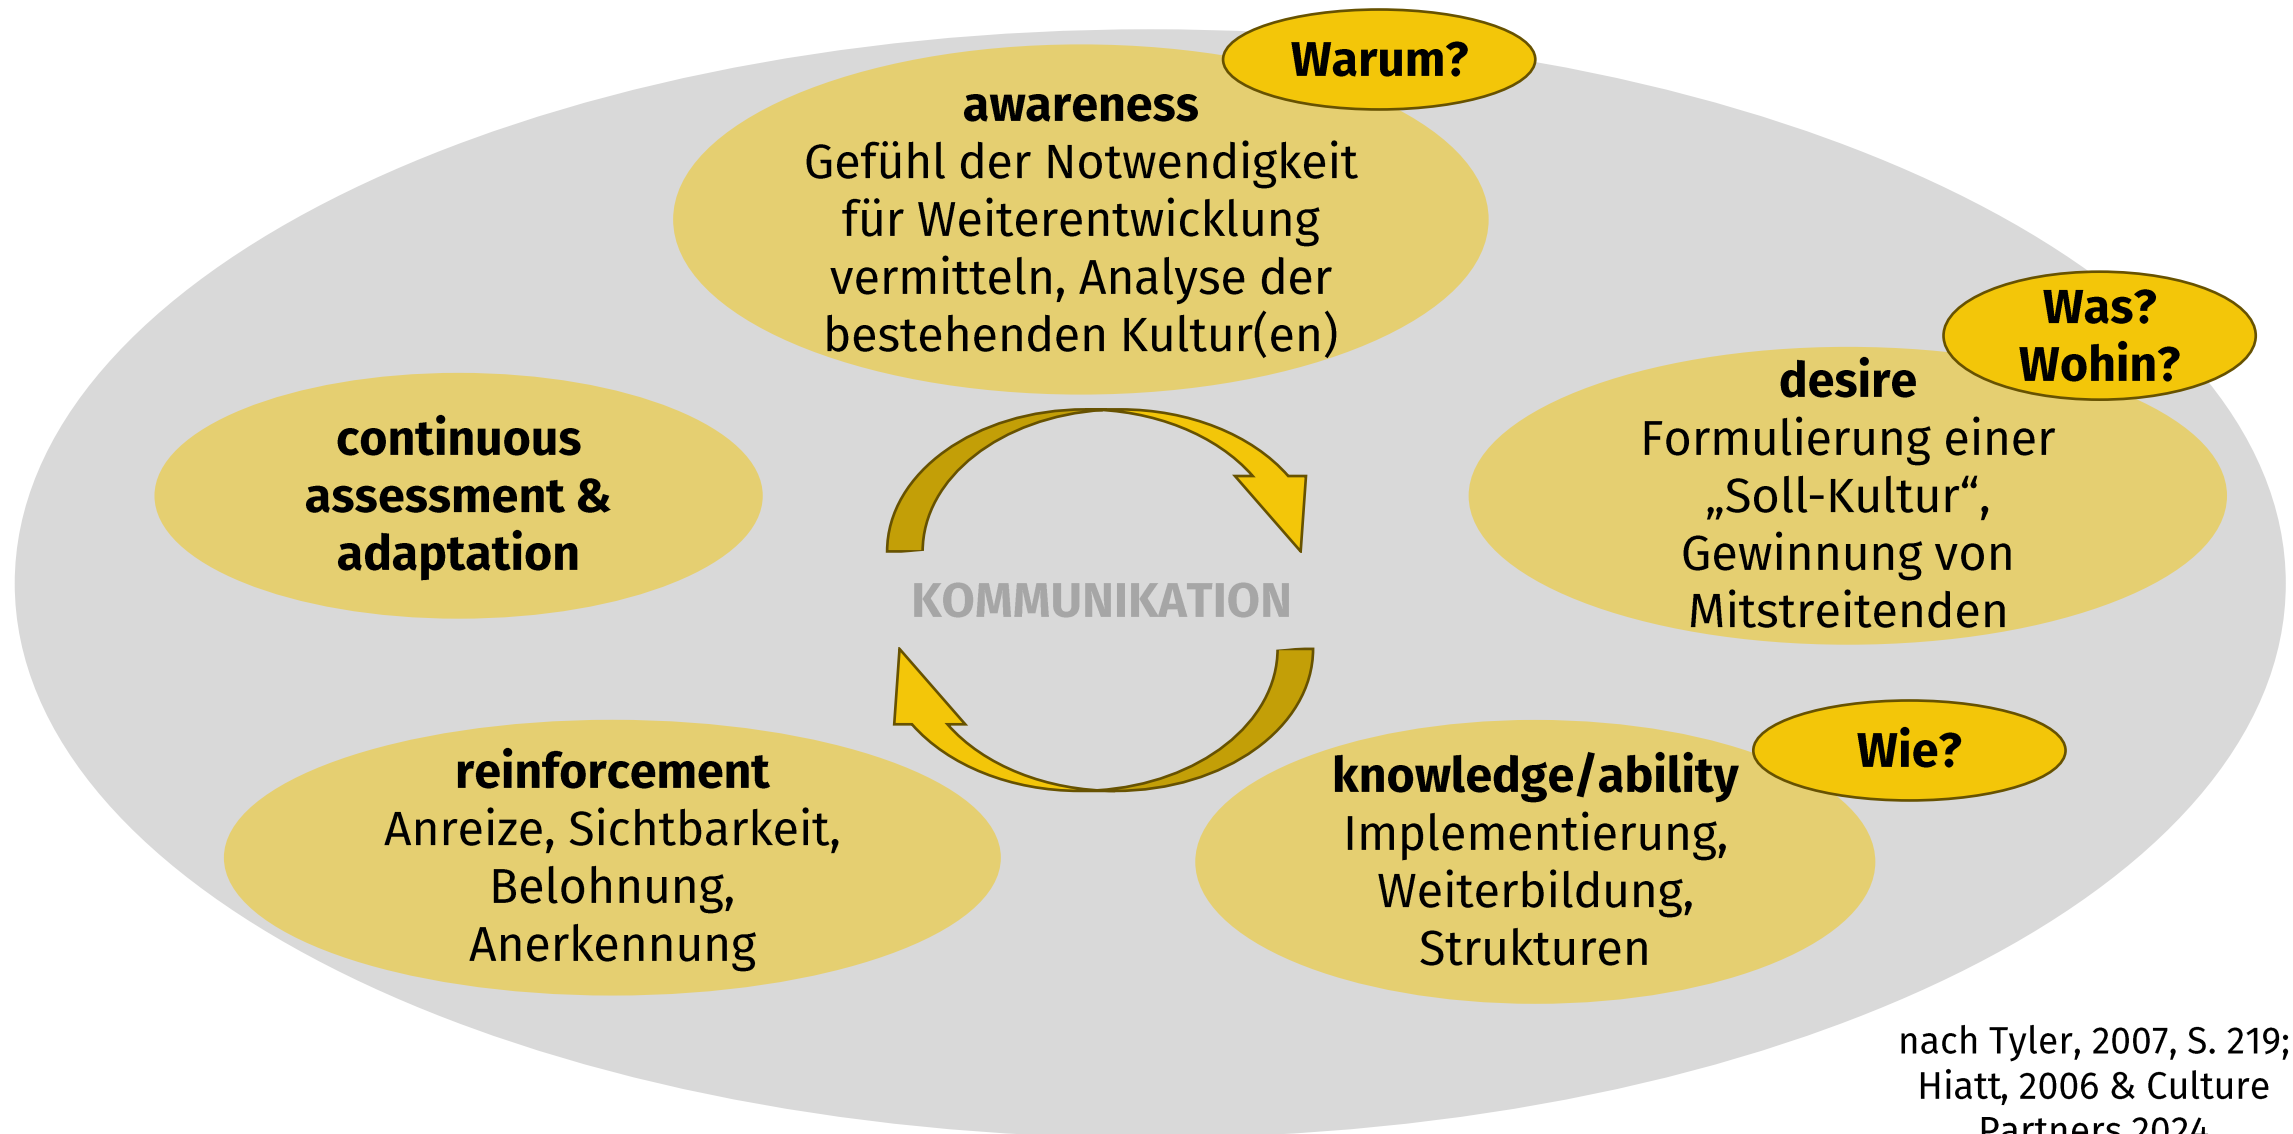 Warum?
awareness
Gefühl der Notwendigkeit
für Weiterentwicklung
vermitteln, Analyse der
bestehenden Kultur(en)
Was?
Wohin?
desire
Formulierung einer
„Soll-Kultur“,
Gewinnung von
Mitstreitenden
Wie?
knowledge/ability
Implementierung,
Weiterbildung,
Strukturen
reinforcement
Anreize, Sichtbarkeit,
Belohnung,
Anerkennung
continuous
assessment &
adaptation
KOMMUNIKATION
nach Tyler, 2007, S. 219;
Hiatt, 2006 & Culture
Partners 2024